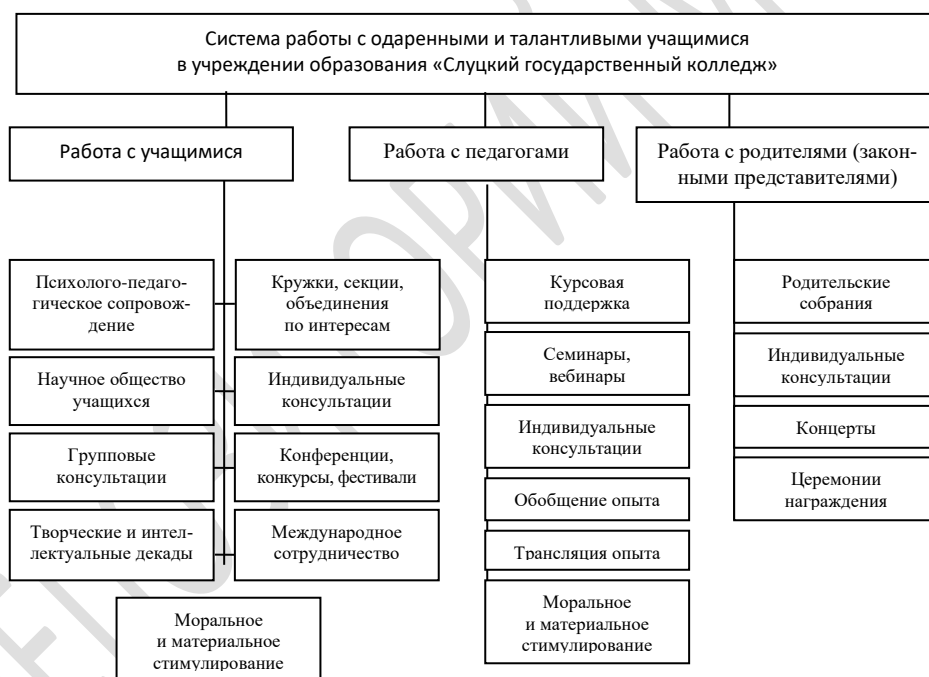 Система работы с одаренными и талантливыми учащимися
в учреждении образования «Слуцкий государственный колледж»
Работа с учащимися
Работа с педагогами
Работа с родителями (закон-
ными представителями)
Психолого-педаго-
гическое сопровож-
дение
Кружки, секции,
объединения
по интересам
Научное общество
учащихся
Индивидуальные
консультации
Групповые
консультации
Конференции,
конкурсы, фестивали
Творческие и интел-
лектуальные декады
Международное
сотрудничество
Моральное
и материальное
стимулирование
Курсовая
поддержка
Семинары,
вебинары
Индивидуальные
консультации
Обобщение опыта
Трансляция опыта
Моральное
и материальное
стимулирование
Родительские
собрания
Индивидуальные
консультации
Концерты
Церемонии
награждения